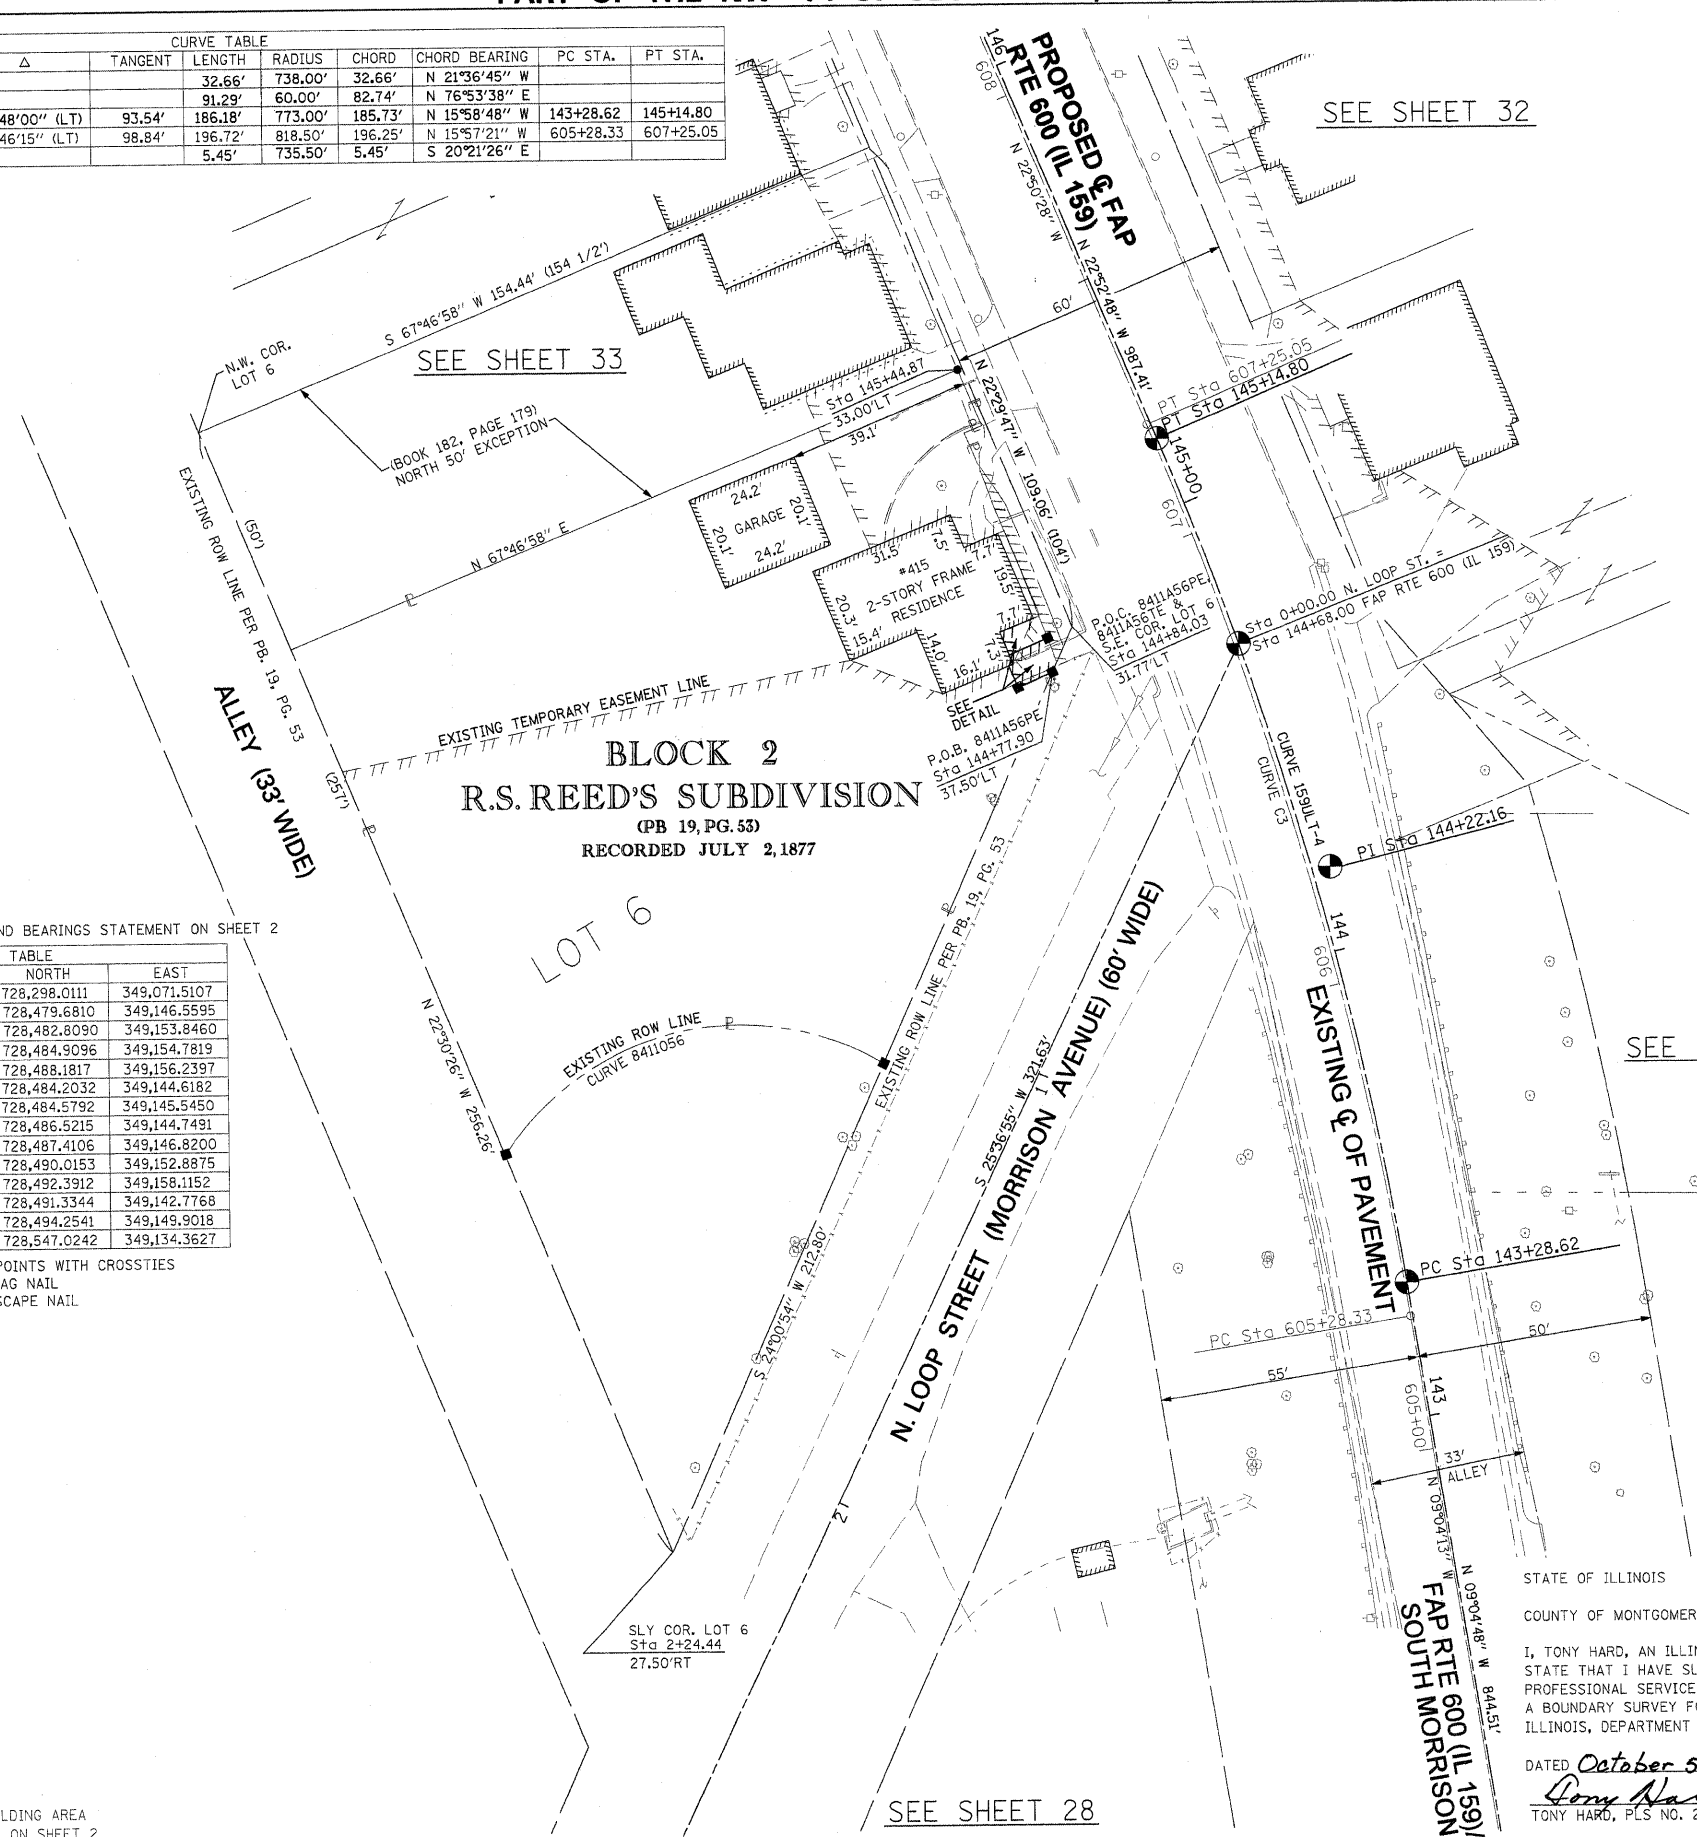 CURVE TABLE
Δ TANGENT LENGTH RADIUS CHORD CHORD BEARING PC STA. PT STA.
32.66' 738.00' 32.66' N 21°36'45" W
91.29' 60.00' 82.74' N 76°53'38" E
48'00" (LT) 93.54' 186.18' 773.00' 185.73' N 15°58'48" W 143+28.62 145+14.80
46'15" (LT) 98.84' 196.72' 818.50' 196.25' N 15°57'21" W 605+28.33 607+25.05
5.45' 735.50' 5.45' S 20°21'26" E
SEE SHEET 32
146
608
PROPOSED ℄ FAP
RTE 600 (IL 159)
N 22°50'28" W
N 22°52'48" W 987.41'
60'
S 67°46'58" W 154.44' (154 1/2')
N.W. COR.
LOT 6
SEE SHEET 33
(BOOK 182, PAGE 179)
NORTH 50' EXCEPTION
Sta 145+44.87
33.00'LT
39.1'
N 22°29'47" W 109.06' (104')
PT Sta 607+25.05
PT Sta 145+14.80
145+00
607
EXISTING ROW LINE PER PB. 19, PG. 53
(50')
N 67°46'58" E
24.2'
20.1'
GARAGE
20.1'
24.2'
31.5'
7.5'
7.7'
#415
2-STORY FRAME
RESIDENCE
19.5'
20.3'
15.4'
14.0'
16.1'
7.7'
7.3'
SEE
DETAIL
P.O.C. 8411A56PE,
8411A56TE &
S.E. COR. LOT 6
Sta 144+84.03
31.77'LT
Sta 0+00.00 N. LOOP ST. =
Sta 144+68.00 FAP RTE 600 (IL 159)
P.O.B. 8411A56PE
Sta 144+77.90
37.50'LT
EXISTING TEMPORARY EASEMENT LINE
ALLEY (33' WIDE)
(257')
BLOCK 2
R.S. REED'S SUBDIVISION
(PB 19, PG. 53)
RECORDED JULY 2, 1877
LOT 6
CURVE 159ULT-4
CURVE C3
PI Sta 144+22.16
144
606
EXISTING ROW LINE PER PB. 19, PG. 53
N. LOOP STREET (MORRISON AVENUE) (60' WIDE)
S 25°36'55" W 321.63'
1
ND BEARINGS STATEMENT ON SHEET 2
TABLE
NORTH EAST
728,298.0111 349,071.5107
728,479.6810 349,146.5595
728,482.8090 349,153.8460
728,484.9096 349,154.7819
728,488.1817 349,156.2397
728,484.2032 349,144.6182
728,484.5792 349,145.5450
728,486.5215 349,144.7491
728,487.4106 349,146.8200
728,490.0153 349,152.8875
728,492.3912 349,158.1152
728,491.3344 349,142.7768
728,494.2541 349,149.9018
728,547.0242 349,134.3627
POINTS WITH CROSSTIES
AG NAIL
SCAPE NAIL
N 22°30'26" W 256.26'
EXISTING ROW LINE
CURVE 8411056
S 24°00'54" W 212.80'
EXISTING ℄ OF PAVEMENT
SEE
PC Sta 143+28.62
PC Sta 605+28.33
50'
55'
143
605+00
33'
ALLEY
2
N 09°04'13" W
N 09°04'48" W 844.51'
FAP RTE 600 (IL 159)/
SOUTH MORRISON
SLY COR. LOT 6
Sta 2+24.44
27.50'RT
SEE SHEET 28
STATE OF ILLINOIS
COUNTY OF MONTGOMER
I, TONY HARD, AN ILLIN
STATE THAT I HAVE SU
PROFESSIONAL SERVICE
A BOUNDARY SURVEY F
ILLINOIS, DEPARTMENT
DATED October 5
Tony Ha
TONY HARD, PLS NO. 2
LDING AREA
ON SHEET 2